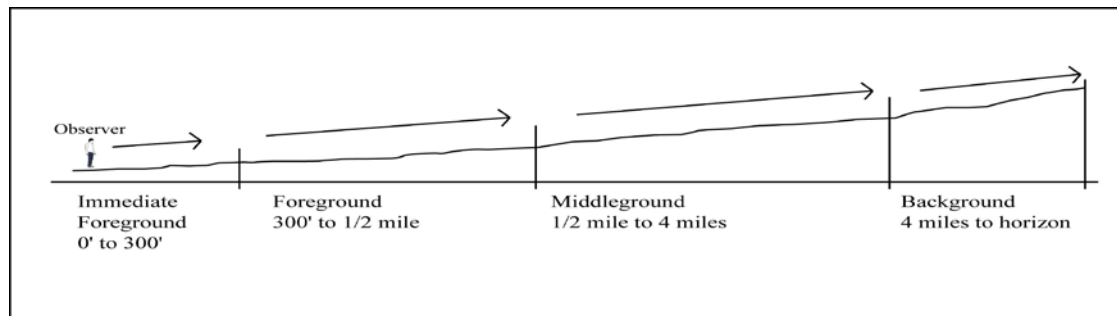 Observer
Immediate
Foreground
0' to 300'
Foreground
300' to 1/2 mile
Middleground
1/2 mile to 4 miles
Background
4 miles to horizon